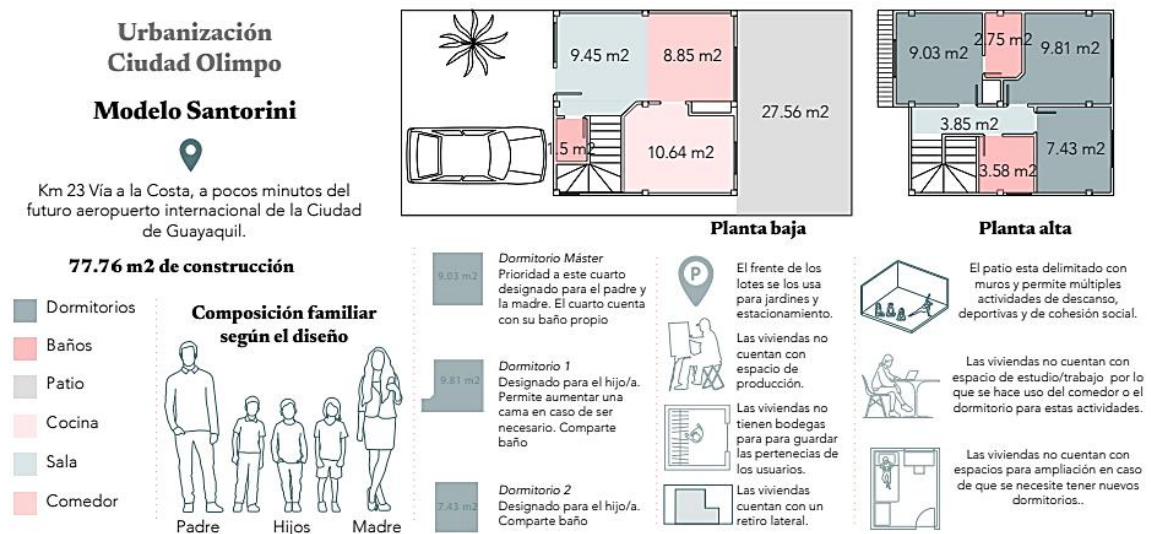 Urbanización
Ciudad Olimpo
Modelo Santorini
Km 23 Vía a la Costa, a pocos minutos del
futuro aeropuerto internacional de la Ciudad
de Guayaquil.
77.76 m2 de construcción
Dormitorios
Baños
Patio
Cocina
Sala
Comedor
Composición familiar
según el diseño
Padre
Hijos
Madre
9.45 m2
8.85 m2
27.56 m2
1.5 m2
10.64 m2
Planta baja
9.03 m2
2.75 m2
9.81 m2
3.85 m2
7.43 m2
3.58 m2
Planta alta
9.03 m2
Dormitorio Máster
Prioridad a este cuarto
designado para el padre y
la madre. El cuarto cuenta
con su baño propio
9.81 m2
Dormitorio 1
Designado para el hijo/a.
Permite aumentar una
cama en caso de ser
necesario. Comparte
baño
7.43 m2
Dormitorio 2
Designado para el hijo/a.
Comparte baño
P
El frente de los
lotes se los usa
para jardines y
estacionamiento.
Las viviendas no
cuentan con
espacio de
producción.
Las viviendas no
tienen bodegas
para para guardar
las pertenecias de
los usuarios.
Las viviendas
cuentan con un
retiro lateral.
El patio esta delimitado con
muros y permite múltiples
actividades de descanso,
deportivas y de cohesión social.
Las viviendas no cuentan con
espacio de estudio/trabajo por lo
que se hace uso del comedor o el
dormitorio para estas actividades.
Las viviendas no cuentan con
espacios para ampliación en caso
de que se necesite tener nuevos
dormitorios..